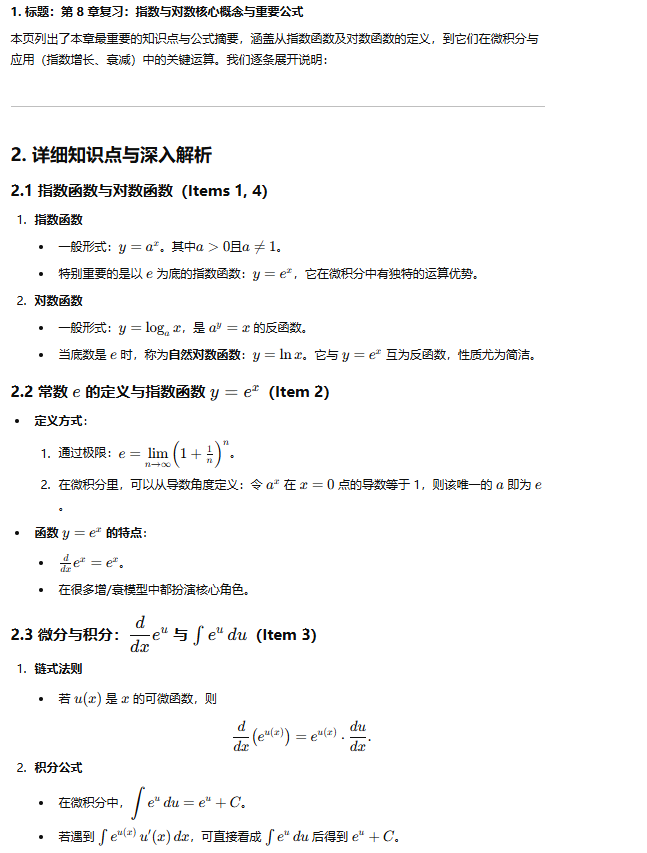 1. 标题：第 8 章复习：指数与对数核心概念与重要公式
本页列出了本章最重要的知识点与公式摘要，涵盖从指数函数及对数函数的定义，到它们在微积分与
应用（指数增长、衰减）中的关键运算。我们逐条展开说明：
2. 详细知识点与深入解析
2.1 指数函数与对数函数（Items 1, 4）
1. 指数函数
• 一般形式：$y = a^x$。其中$a > 0$且$a \neq 1$。
• 特别重要的是以 $e$ 为底的指数函数：$y = e^x$，它在微积分中有独特的运算优势。
2. 对数函数
• 一般形式：$y = \log_a x$，是 $a^y = x$ 的反函数。
• 当底数是 $e$ 时，称为自然对数函数：$y = \ln x$。它与 $y = e^x$ 互为反函数，性质尤为简洁。
2.2 常数 $e$ 的定义与指数函数 $y = e^x$（Item 2）
• 定义方式：
1. 通过极限：$e = \lim_{n \to \infty} \left(1 + \frac{1}{n}\right)^n$。
2. 在微积分里，可以从导数角度定义：令 $a^x$ 在 $x = 0$ 点的导数等于 1，则该唯一的 $a$ 即为 $e$
。
• 函数 $y = e^x$ 的特点：
• $\frac{d}{dx} e^x = e^x$。
• 在很多增/衰模型中都扮演核心角色。
2.3 微分与积分：$\frac{d}{dx} e^u$ 与 $\int e^u \, du$（Item 3）
1. 链式法则
• 若 $u(x)$ 是 $x$ 的可微函数，则
$\frac{d}{dx} \left(e^{u(x)}\right) = e^{u(x)} \cdot \frac{du}{dx}.$
2. 积分公式
• 在微积分中，$\int e^u \, du = e^u + C$。
• 若遇到 $\int e^{u(x)} u'(x) \, dx$，可直接看成 $\int e^u \, du$ 后得到 $e^u + C$。